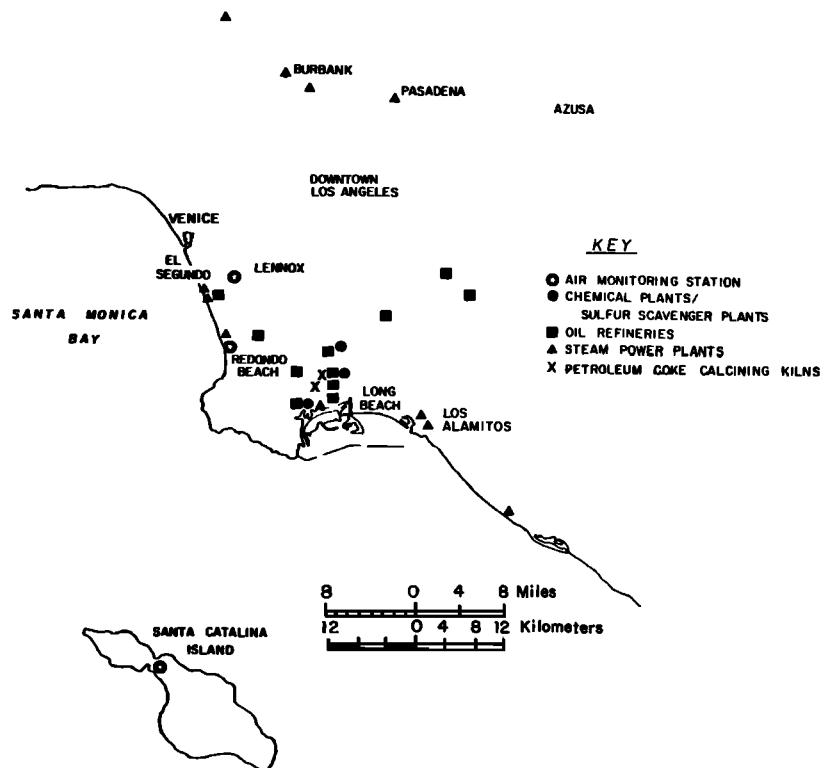 BURBANK
PASADENA
AZUSA
DOWNTOWN
LOS ANGELES
VENICE
EL
SEGUNDO
LENNOX
SANTA MONICA
BAY
REDONDO
BEACH
LONG
BEACH
LOS
ALAMITOS
KEY
AIR MONITORING STATION
CHEMICAL PLANTS/
SULFUR SCAVENGER PLANTS
OIL REFINERIES
STEAM POWER PLANTS
X PETROLEUM COKE CALCINING KILNS
X
X
8 0 4 8 Miles
12 0 4 8 12 Kilometers
SANTA CATALINA
ISLAND